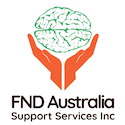 FND Australia
Support Services Inc